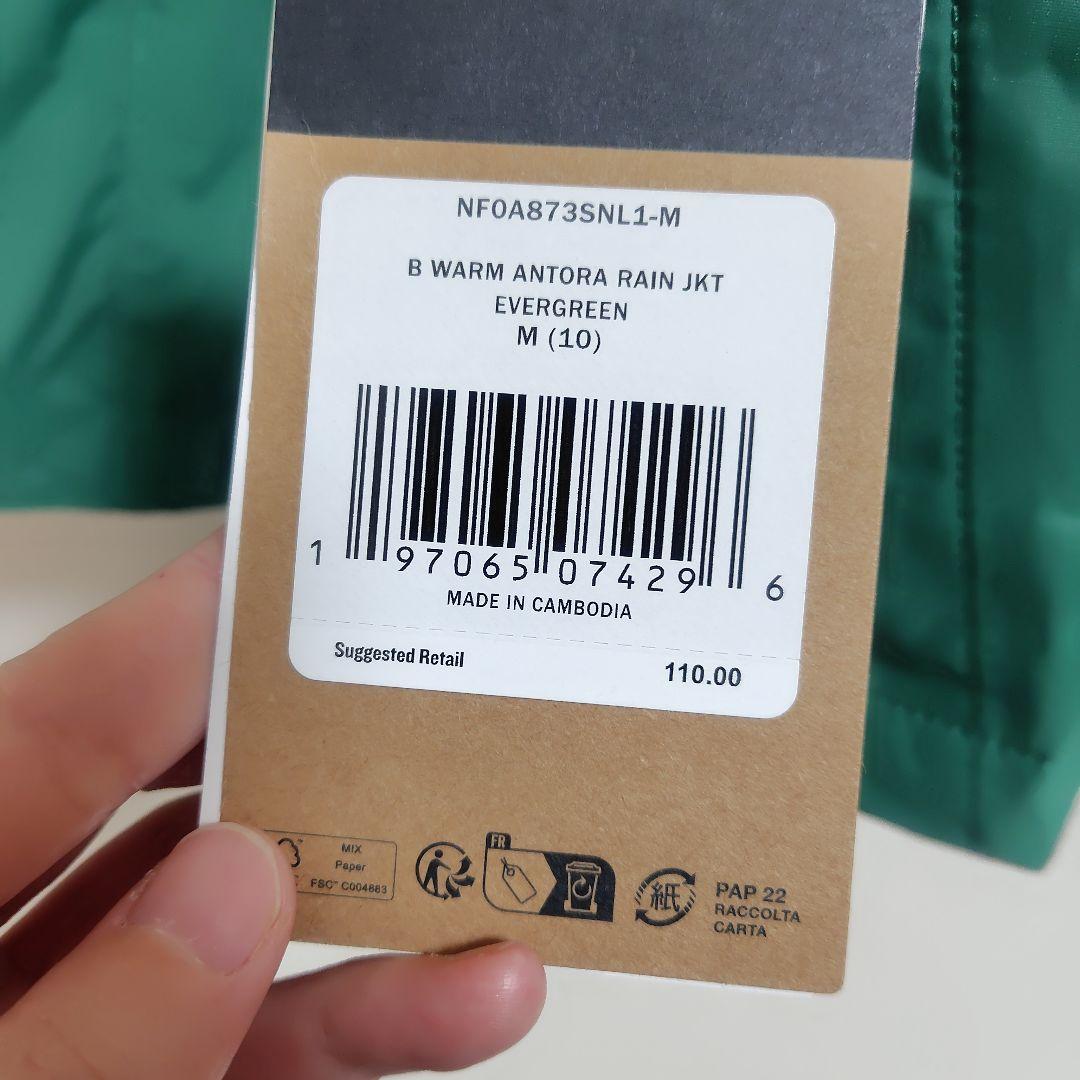 NF0A873SNL1-M
B WARM ANTORA RAIN JKT
EVERGREEN
M (10)
1 97065 07429 6
MADE IN CAMBODIA
Suggested Retail 110.00
MIX
Paper
FSC™ C004883
FR
紙
PAP 22
RACCOLTA
CARTA